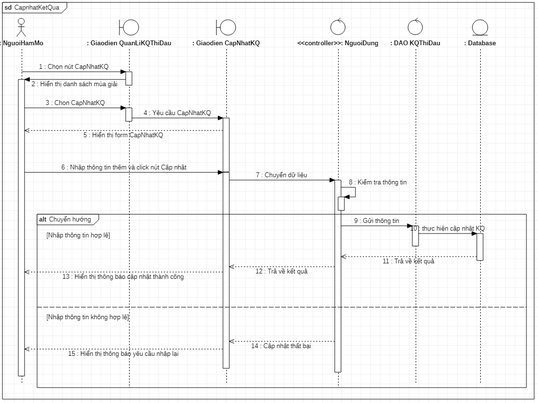 sd CapnhatKetQua
: NguoiHamMo
: Giaodien QuanLiKQThiDau
: Giaodien CapNhatKQ
<<controller>>: NguoiDung
: DAO KQThiDau
: Database
1 : Chọn nút CapNhatKQ
2 : Hiển thị danh sách mùa giải
3 : Chon CapNhatKQ
4 : Yêu cầu CapNhatKQ
5 : Hiển thị form CapNhatKQ
6 : Nhập thông tin thêm và click nút Cập nhật
7 : Chuyển dữ liệu
8 : Kiểm tra thông tin
alt Chuyển hướng
9 : Gửi thông tin
10 : thực hiên cập nhật KQ
[Nhập thông tin hợp lệ]
11 : Trả về kết quả
12 : Trả về kết quả
13 : Hiển thị thông báo cập nhật thành công
[Nhập thông tin không hợp lệ]
14 : Cập nhật thất bại
15 : Hiển thị thông báo yêu cầu nhập lại